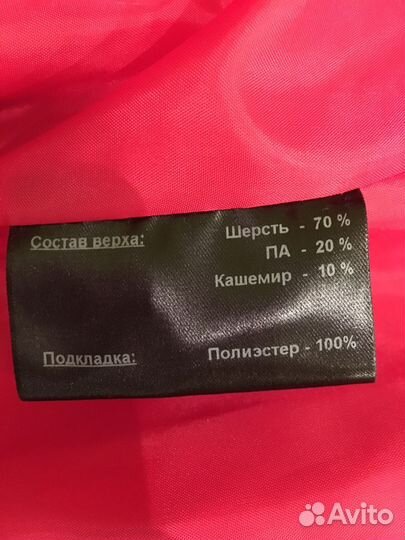 Состав верха: Шерсть - 70 %
ПА - 20 %
Кашемир - 10 %
Подкладка: Полиэстер - 100%
Avito